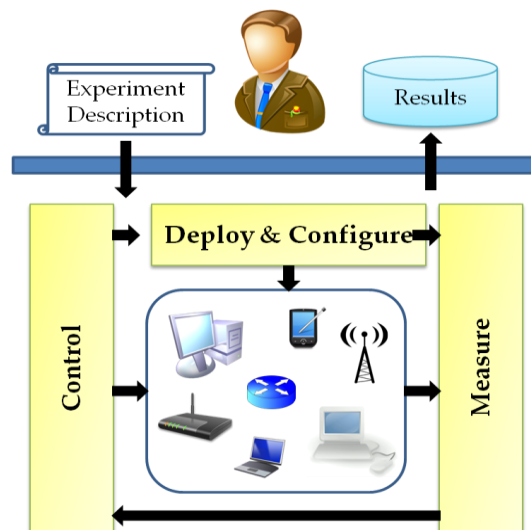 Experiment
Description
Results
Deploy & Configure
Control
Measure